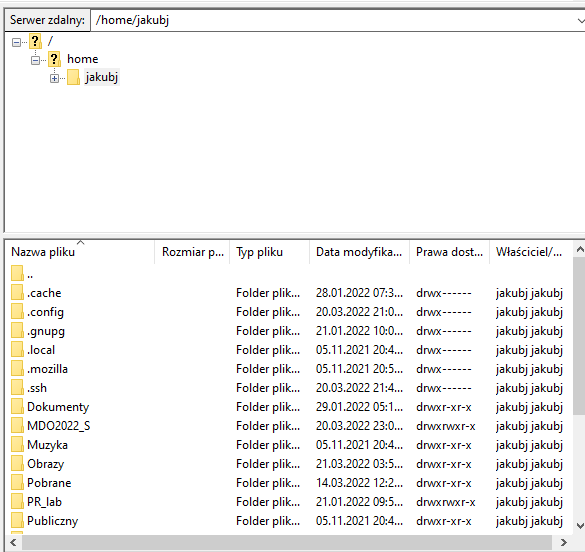 Serwer zdalny: /home/jakubj
/
home
jakubj
Nazwa pliku Rozmiar p... Typ pliku Data modyfika... Prawa dost... Właściciel/...
..
.cache Folder plik... 28.01.2022 07:3... drwx------ jakubj jakubj
.config Folder plik... 20.03.2022 21:0... drwx------ jakubj jakubj
.gnupg Folder plik... 21.01.2022 10:0... drwx------ jakubj jakubj
.local Folder plik... 05.11.2021 20:4... drwx------ jakubj jakubj
.mozilla Folder plik... 05.11.2021 20:5... drwx------ jakubj jakubj
.ssh Folder plik... 20.03.2022 21:4... drwx------ jakubj jakubj
Dokumenty Folder plik... 29.01.2022 05:1... drwxr-xr-x jakubj jakubj
MDO2022_S Folder plik... 20.03.2022 23:0... drwxrwxr-x jakubj jakubj
Muzyka Folder plik... 05.11.2021 20:4... drwxr-xr-x jakubj jakubj
Obrazy Folder plik... 21.03.2022 03:5... drwxr-xr-x jakubj jakubj
Pobrane Folder plik... 14.03.2022 12:2... drwxr-xr-x jakubj jakubj
PR_lab Folder plik... 21.01.2022 09:5... drwxrwxr-x jakubj jakubj
Publiczny Folder plik... 05.11.2021 20:4... drwxr-xr-x jakubj jakubj